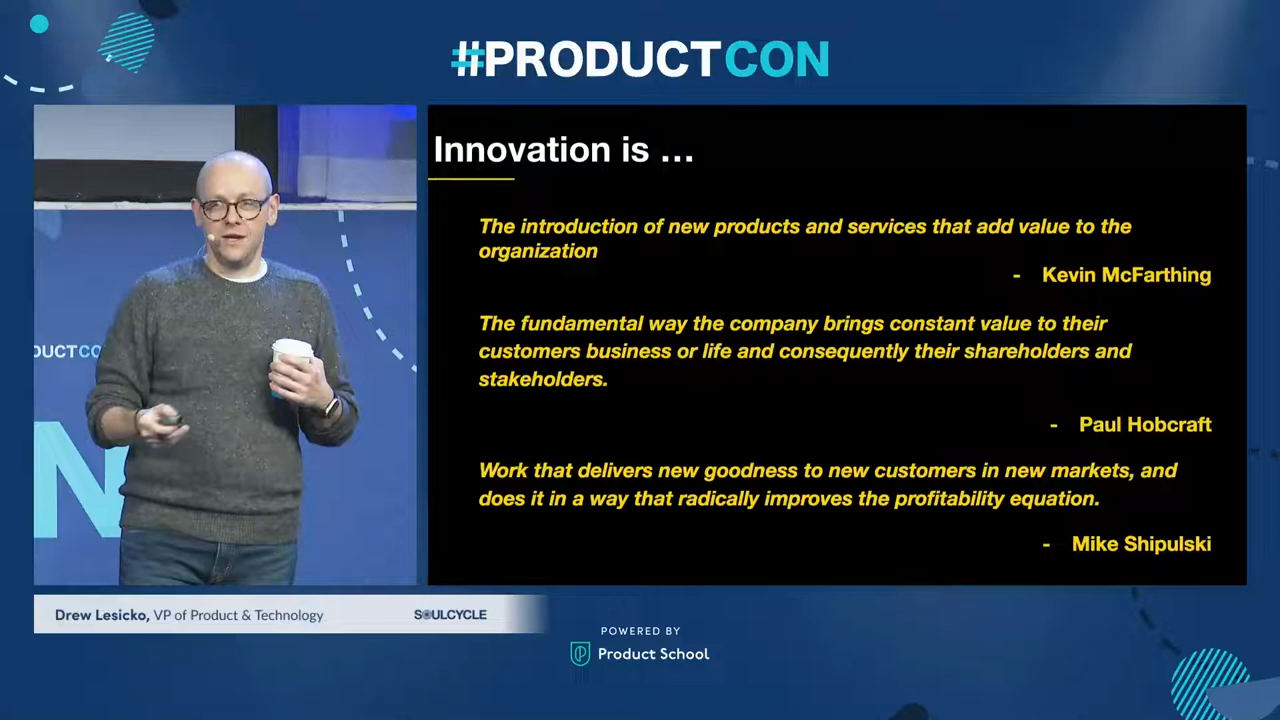 #PRODUCTCON
Innovation is ...
The introduction of new products and services that add value to the
organization
- Kevin McFarthing
The fundamental way the company brings constant value to their
customers business or life and consequently their shareholders and
stakeholders.
- Paul Hobcraft
Work that delivers new goodness to new customers in new markets, and
does it in a way that radically improves the profitability equation.
- Mike Shipulski
DUCTCO
N
Drew Lesicko, VP of Product & Technology
SOULCYCLE
POWERED BY
Product School